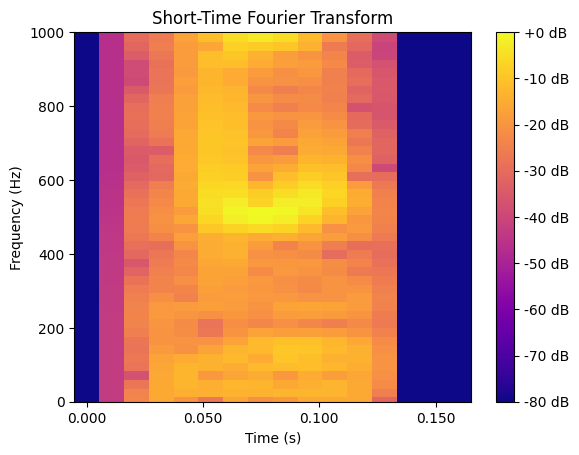 Short-Time Fourier Transform
1000
800
600
400
200
0
Frequency (Hz)
0.000
0.050
0.100
0.150
Time (s)
+0 dB
-10 dB
-20 dB
-30 dB
-40 dB
-50 dB
-60 dB
-70 dB
-80 dB